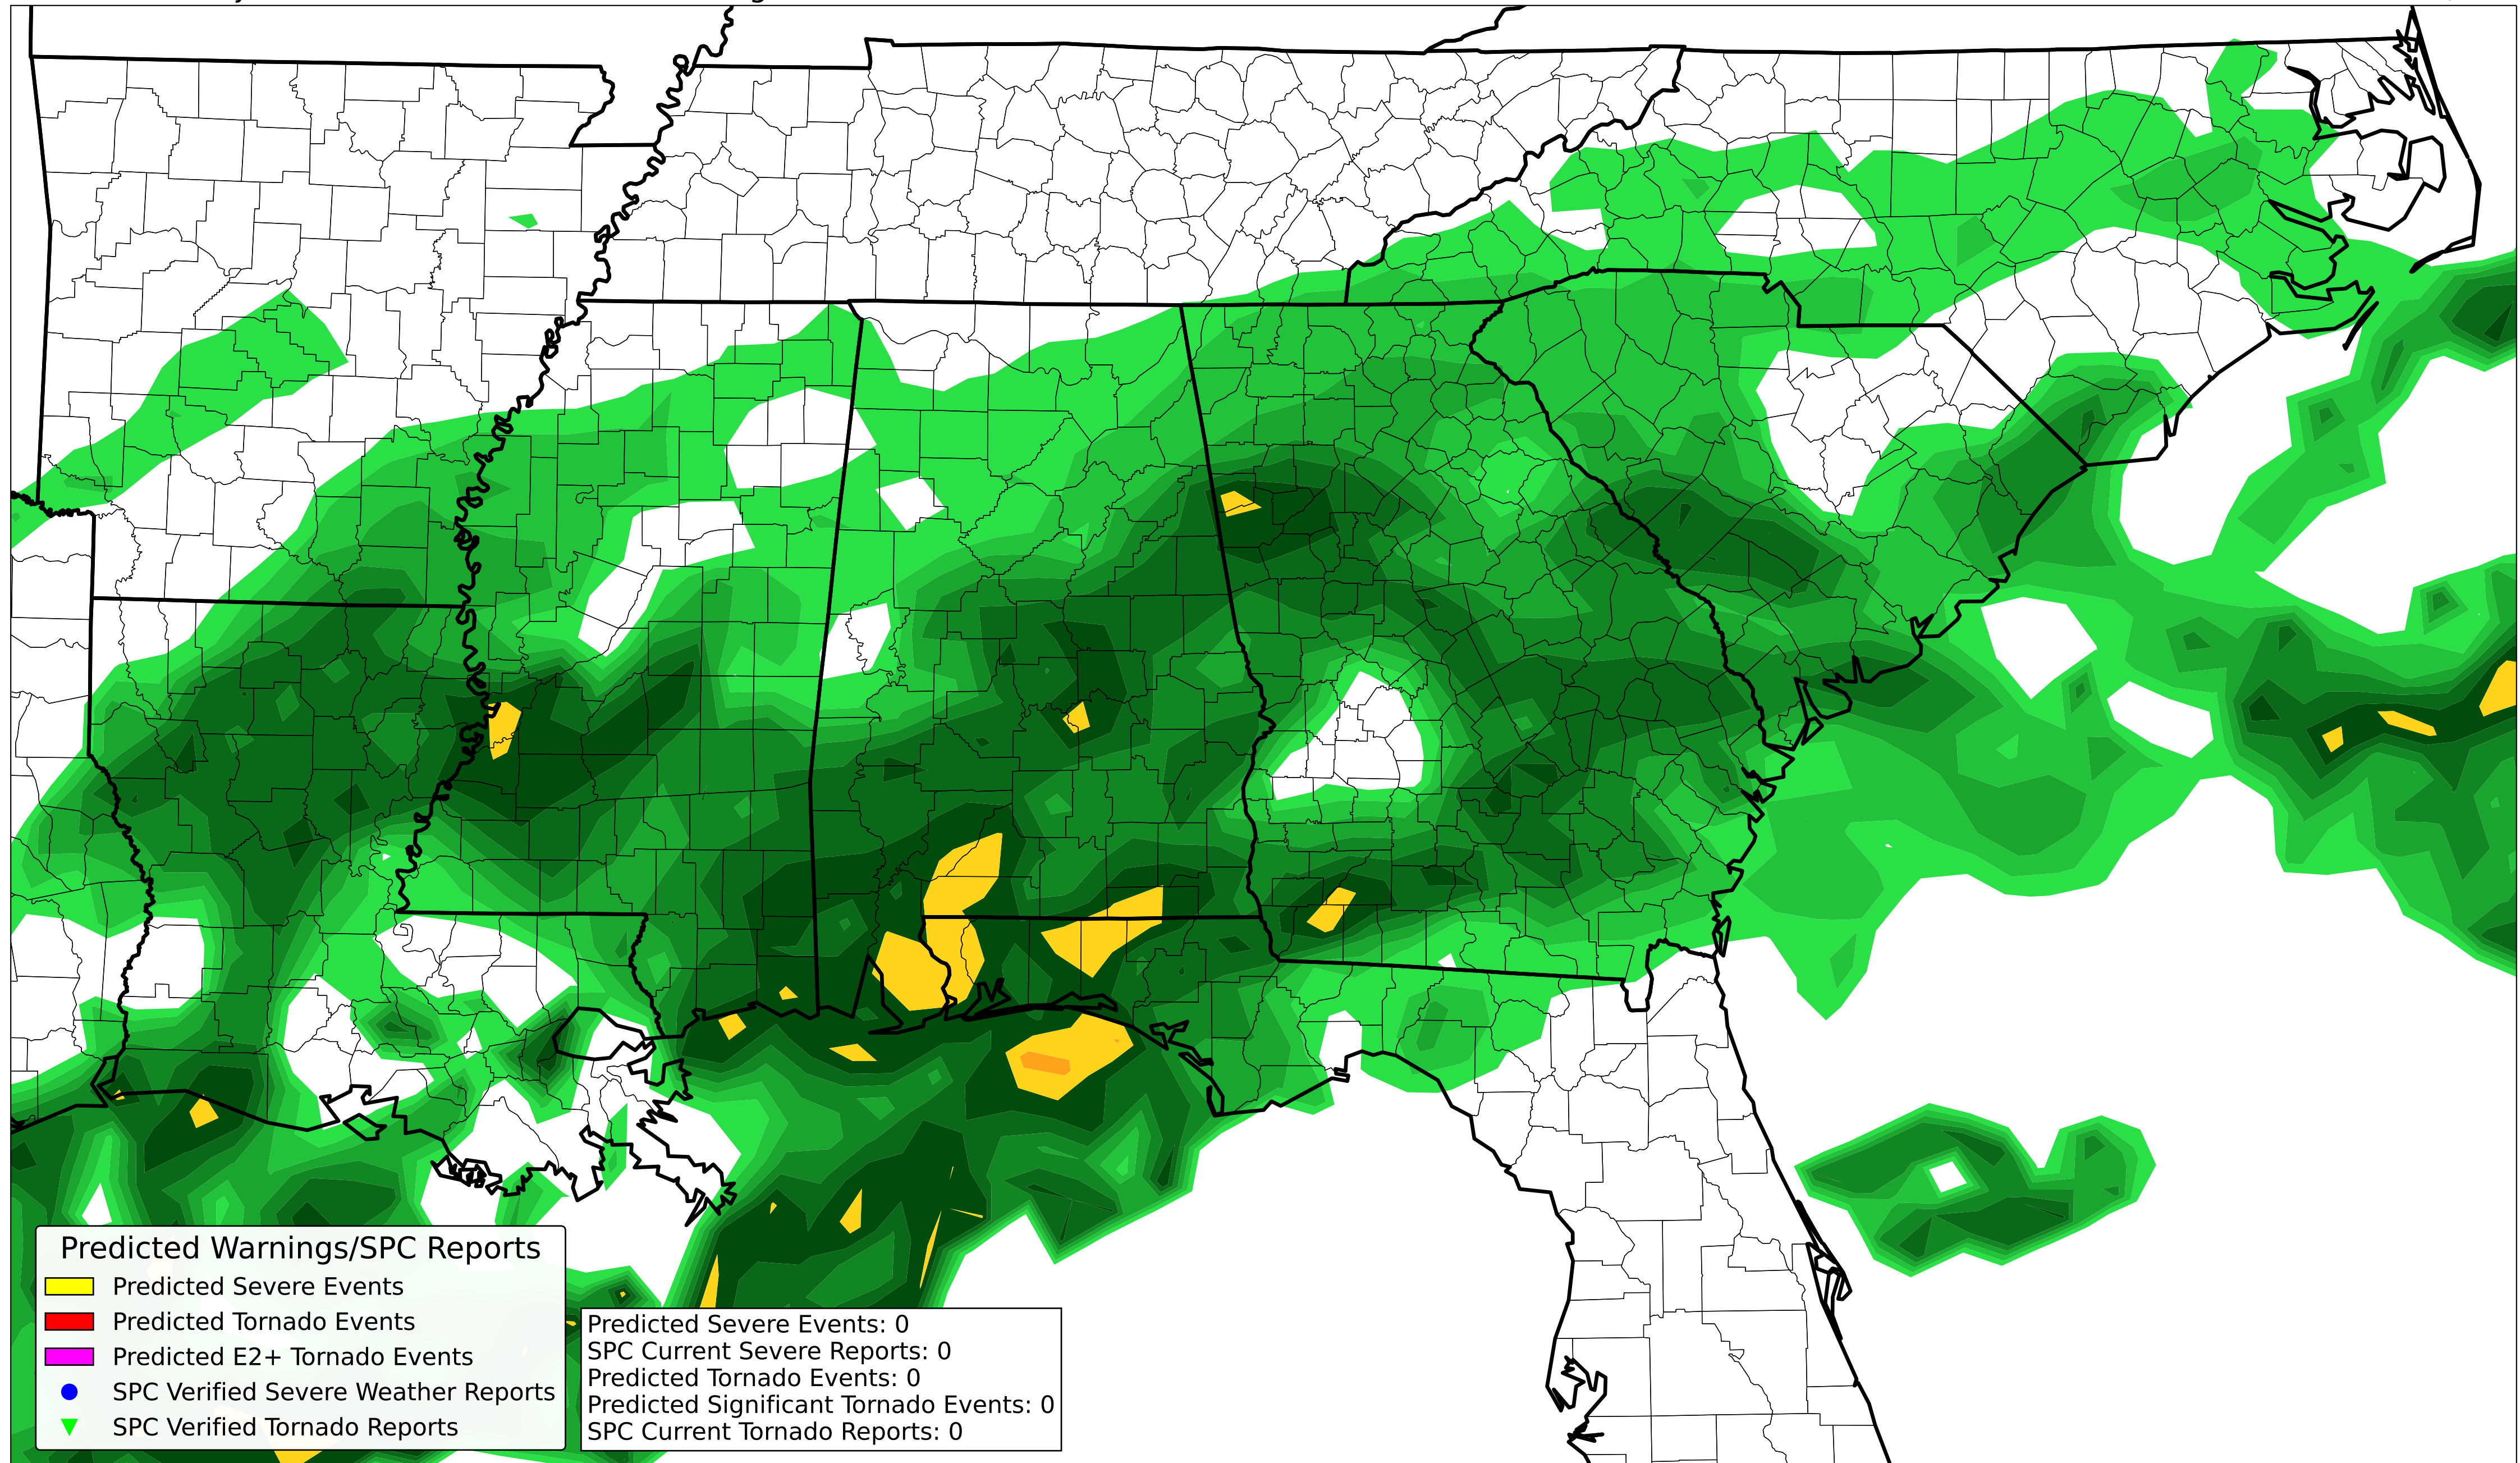 Predicted Warnings/SPC Reports
Predicted Severe Events
Predicted Tornado Events
Predicted E2+ Tornado Events
SPC Verified Severe Weather Reports
SPC Verified Tornado Reports
Predicted Severe Events: 0
SPC Current Severe Reports: 0
Predicted Tornado Events: 0
Predicted Significant Tornado Events: 0
SPC Current Tornado Reports: 0